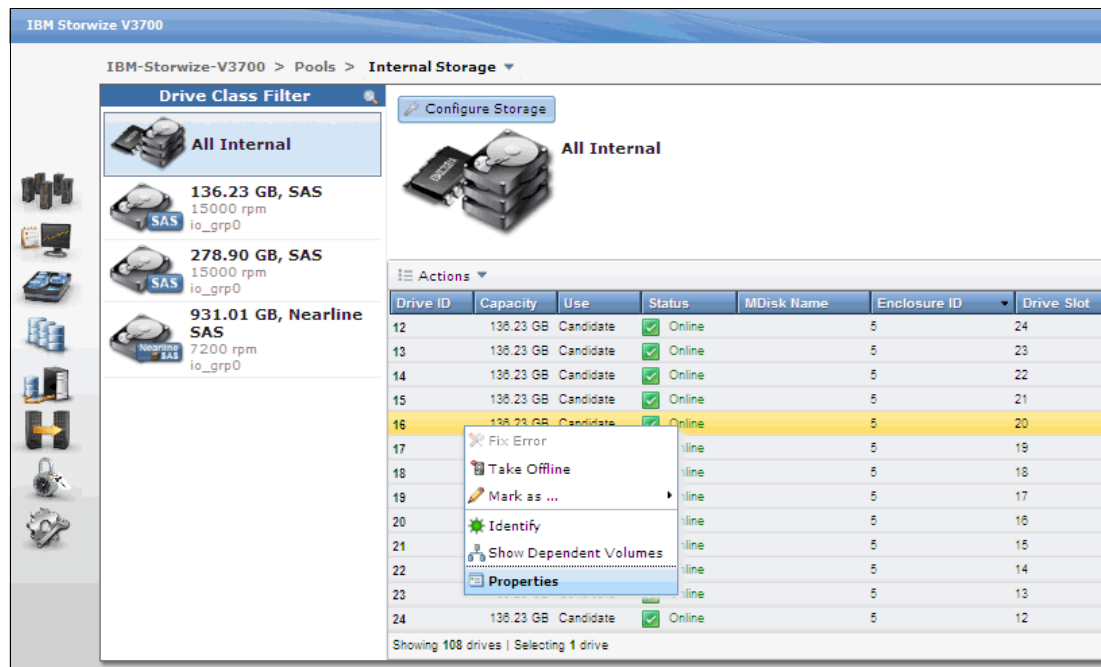 IBM Storwize V3700
IBM-Storwize-V3700 > Pools > Internal Storage
Drive Class Filter
All Internal
136.23 GB, SAS
15000 rpm
io_grp0
SAS
278.90 GB, SAS
15000 rpm
io_grp0
SAS
931.01 GB, Nearline
SAS
7200 rpm
io_grp0
Nearline
SAS
Configure Storage
All Internal
Actions
Drive ID Capacity Use Status MDisk Name Enclosure ID Drive Slot
12 136.23 GB Candidate Online 5 24
13 136.23 GB Candidate Online 5 23
14 136.23 GB Candidate Online 5 22
15 136.23 GB Candidate Online 5 21
16 136.23 GB Candidate Online 5 20
17 line 5 19
18 line 5 18
19 line 5 17
20 line 5 16
21 line 5 15
22 line 5 14
23 line 5 13
24 136.23 GB Candidate Online 5 12
Fix Error
Take Offline
Mark as ...
Identify
Show Dependent Volumes
Properties
Showing 108 drives | Selecting 1 drive